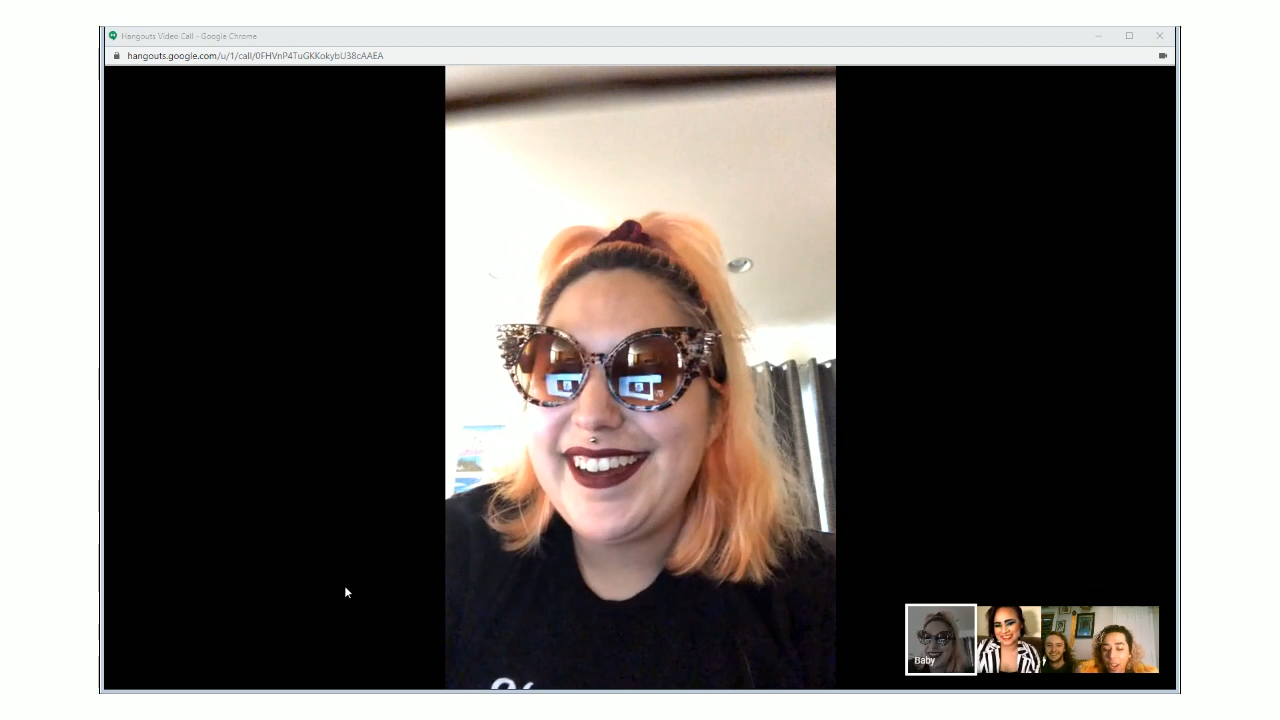 Hangouts Video Call - Google Chrome
hangouts.google.com/u/1/call/0FHVnP4TuGKKokybU38cAAEA
Baby